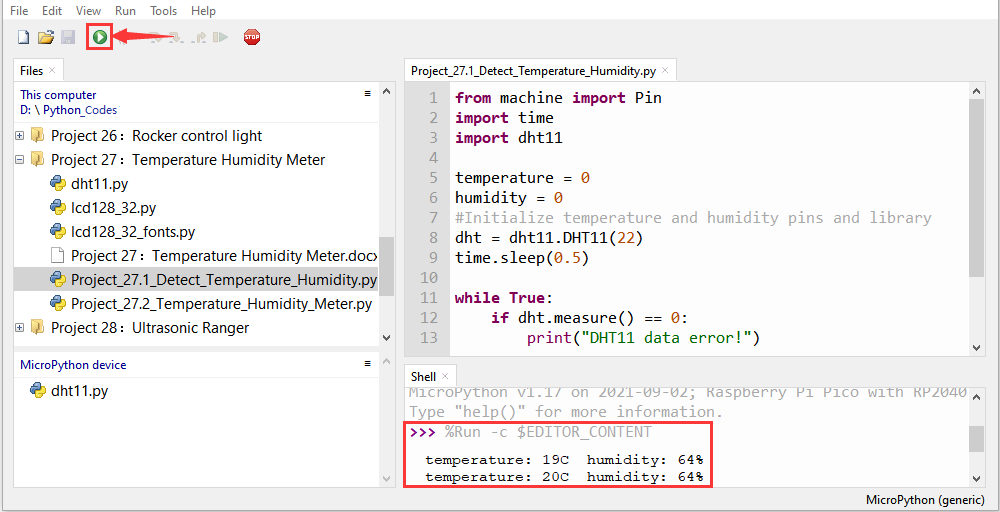 File Edit View Run Tools Help
STOP
Files ×
This computer
D: \ Python_Codes
Project 26：Rocker control light
Project 27：Temperature Humidity Meter
dht11.py
lcd128_32.py
lcd128_32_fonts.py
Project 27：Temperature Humidity Meter.docx
Project_27.1_Detect_Temperature_Humidity.py
Project_27.2_Temperature_Humidity_Meter.py
Project 28：Ultrasonic Ranger
MicroPython device
dht11.py
Project_27.1_Detect_Temperature_Humidity.py ×
1 from machine import Pin
2 import time
3 import dht11
4
5 temperature = 0
6 humidity = 0
7 #Initialize temperature and humidity pins and library
8 dht = dht11.DHT11(22)
9 time.sleep(0.5)
10
11 while True:
12     if dht.measure() == 0:
13         print("DHT11 data error!")
Shell ×
MicroPython v1.17 on 2021-09-02; Raspberry Pi Pico with RP2040
Type "help()" for more information.
>>> %Run -c $EDITOR_CONTENT
temperature: 19C  humidity: 64%
temperature: 20C  humidity: 64%
MicroPython (generic)